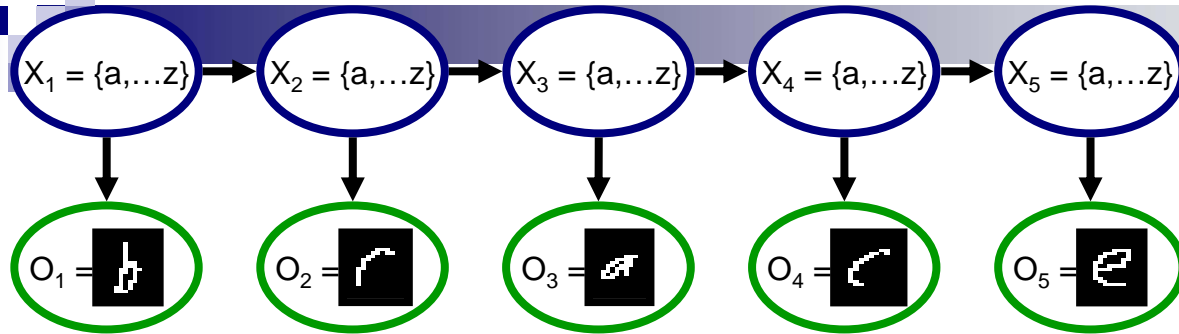 X₁ = {a,…z} X₂ = {a,…z} X₃ = {a,…z} X₄ = {a,…z} X₅ = {a,…z}
O₁ = b O₂ = r O₃ = a O₄ = c O₅ = e